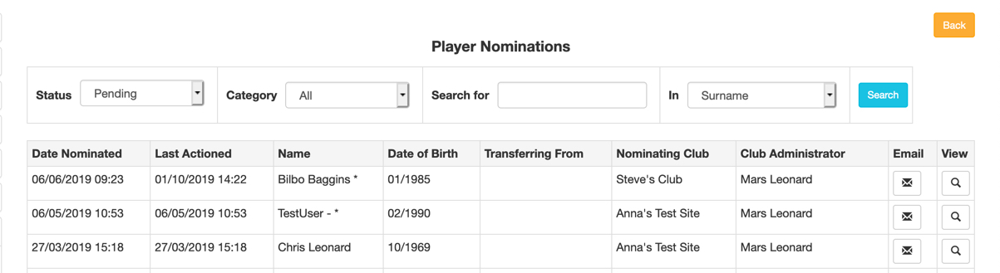 Back
Player Nominations
Status Pending Category All Search for In Surname Search
Date Nominated Last Actioned Name Date of Birth Transferring From Nominating Club Club Administrator Email View
06/06/2019 09:23 01/10/2019 14:22 Bilbo Baggins * 01/1985 Steve's Club Mars Leonard
06/05/2019 10:53 06/05/2019 10:53 TestUser - * 02/1990 Anna's Test Site Mars Leonard
27/03/2019 15:18 27/03/2019 15:18 Chris Leonard 10/1969 Anna's Test Site Mars Leonard